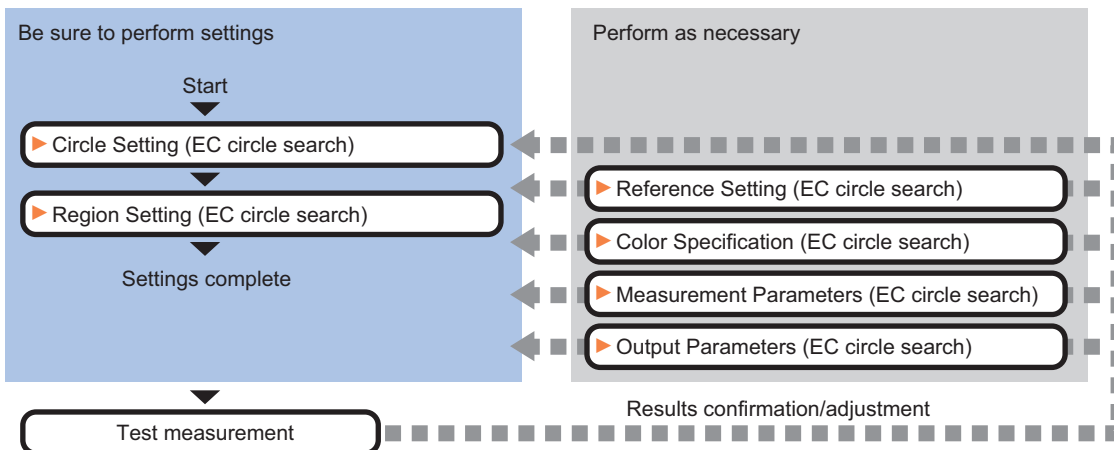 Be sure to perform settings
Start
Circle Setting (EC circle search)
Region Setting (EC circle search)
Settings complete
Test measurement
Perform as necessary
Reference Setting (EC circle search)
Color Specification (EC circle search)
Measurement Parameters (EC circle search)
Output Parameters (EC circle search)
Results confirmation/adjustment